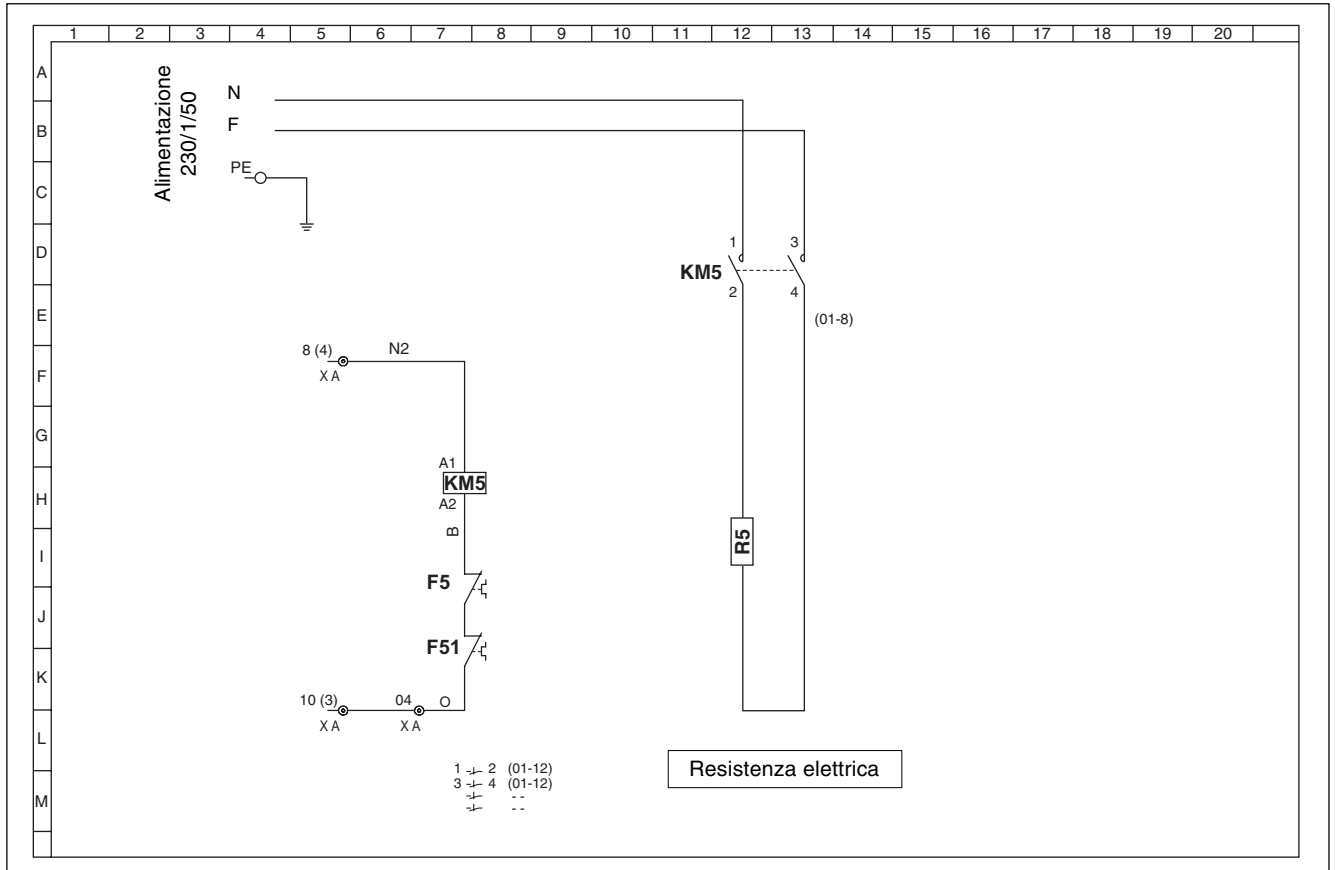 1 2 3 4 5 6 7 8 9 10 11 12 13 14 15 16 17 18 19 20
A
B
C
D
E
F
G
H
I
J
K
L
M
Alimentazione
230/1/50
N
F
PE
1 3
KM5
2 4
(01-8)
8 (4) N2
X A
A1
KM5
A2
B
R5
F5
F51
10 (3) 04 O
X A X A
1 2 (01-12)
3 4 (01-12)
- -
- -
Resistenza elettrica